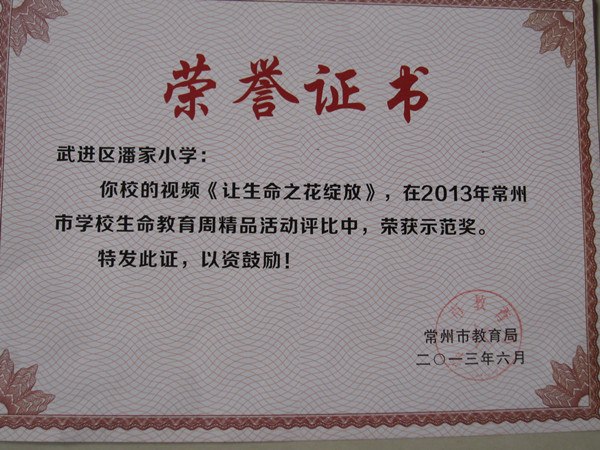 荣誉证书
武进区潘家小学：
你校的视频《让生命之花绽放》，在2013年常州
市学校生命教育周精品活动评比中，荣获示范奖。
特发此证，以资鼓励！
常州市教育局
二〇一三年六月